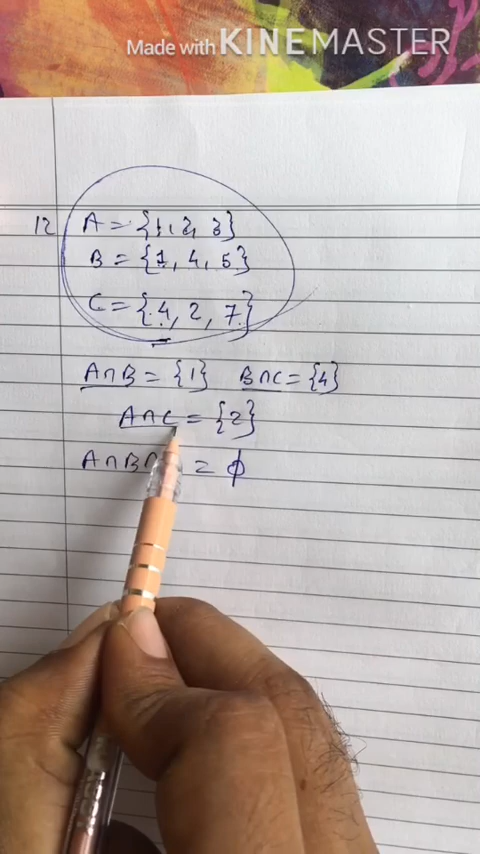 Made with KINEMASTER
12 A = {1, 2, 3}
B = {1, 4, 5}
C = {4, 2, 7}
A∩B = {1} B∩C = {4}
A∩C = {2}
A∩B∩ = ϕ